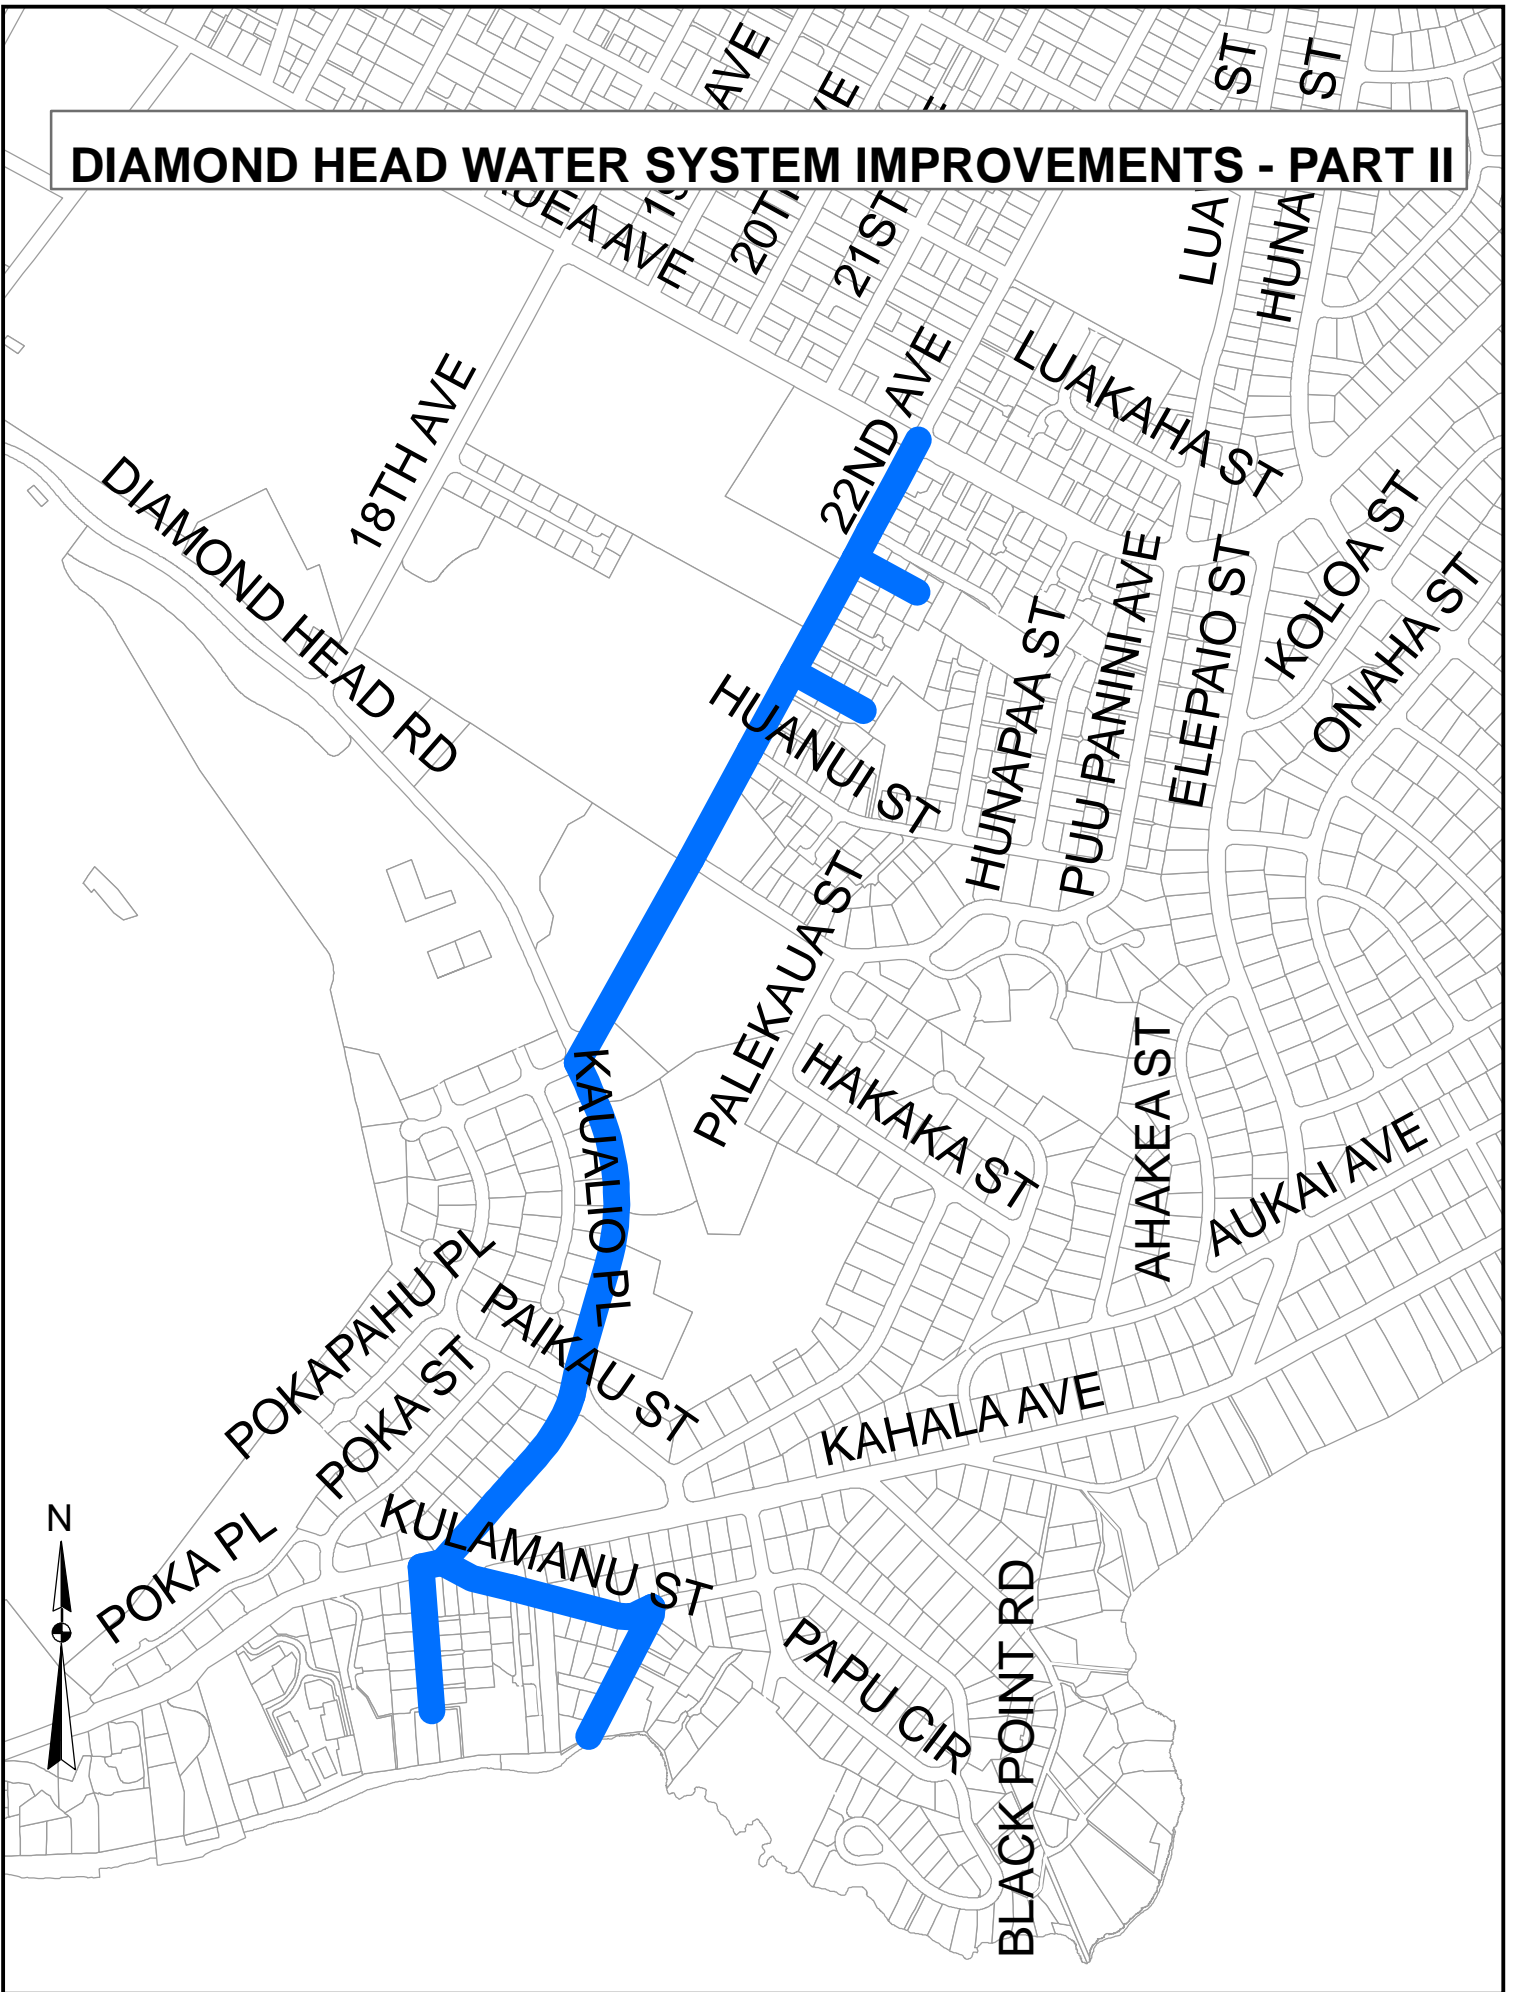 AVE
ST
ST
DIAMOND HEAD WATER SYSTEM IMPROVEMENTS - PART II
AVE
20TH
21ST
LUAKAHA ST
22ND AVE
18TH AVE
DIAMOND HEAD RD
KOLOA ST
ONAHA ST
ELEPAIO ST
PUU PANINI AVE
HUNAPAA ST
HUANUI ST
PALEKAUA ST
HAKAKA ST
AHAKEA ST
AUKAI AVE
KAUALIO PL
POKAPAHU PL
PAIKAU ST
POKA ST
KAHALA AVE
N
POKA PL
KULAMANU ST
PAPU CIR
BLACK POINT RD